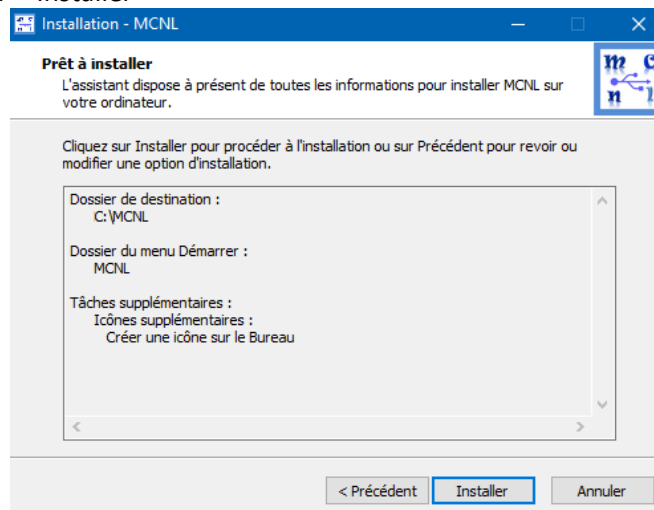 Installation - MCNL
Prêt à installer
L'assistant dispose à présent de toutes les informations pour installer MCNL sur
votre ordinateur.
m c
n l
Cliquez sur Installer pour procéder à l'installation ou sur Précédent pour revoir ou
modifier une option d'installation.
Dossier de destination :
C:\MCNL
Dossier du menu Démarrer :
MCNL
Tâches supplémentaires :
Icônes supplémentaires :
Créer une icône sur le Bureau
< Précédent
Installer
Annuler